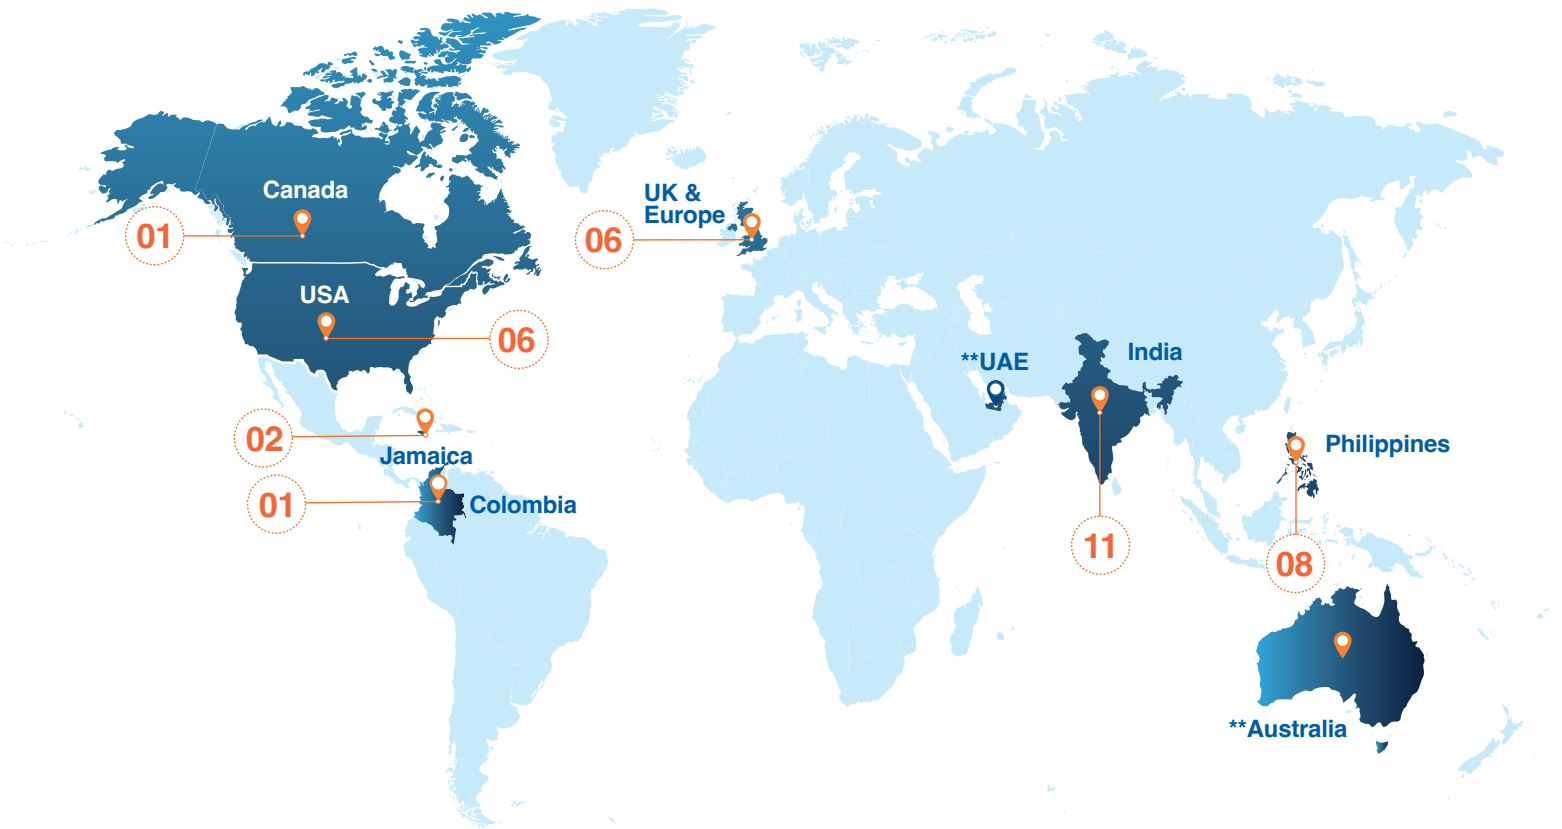 Canada
01
USA
06
UK &
Europe
06
02
Jamaica
01
Colombia
**UAE
India
11
Philippines
08
**Australia